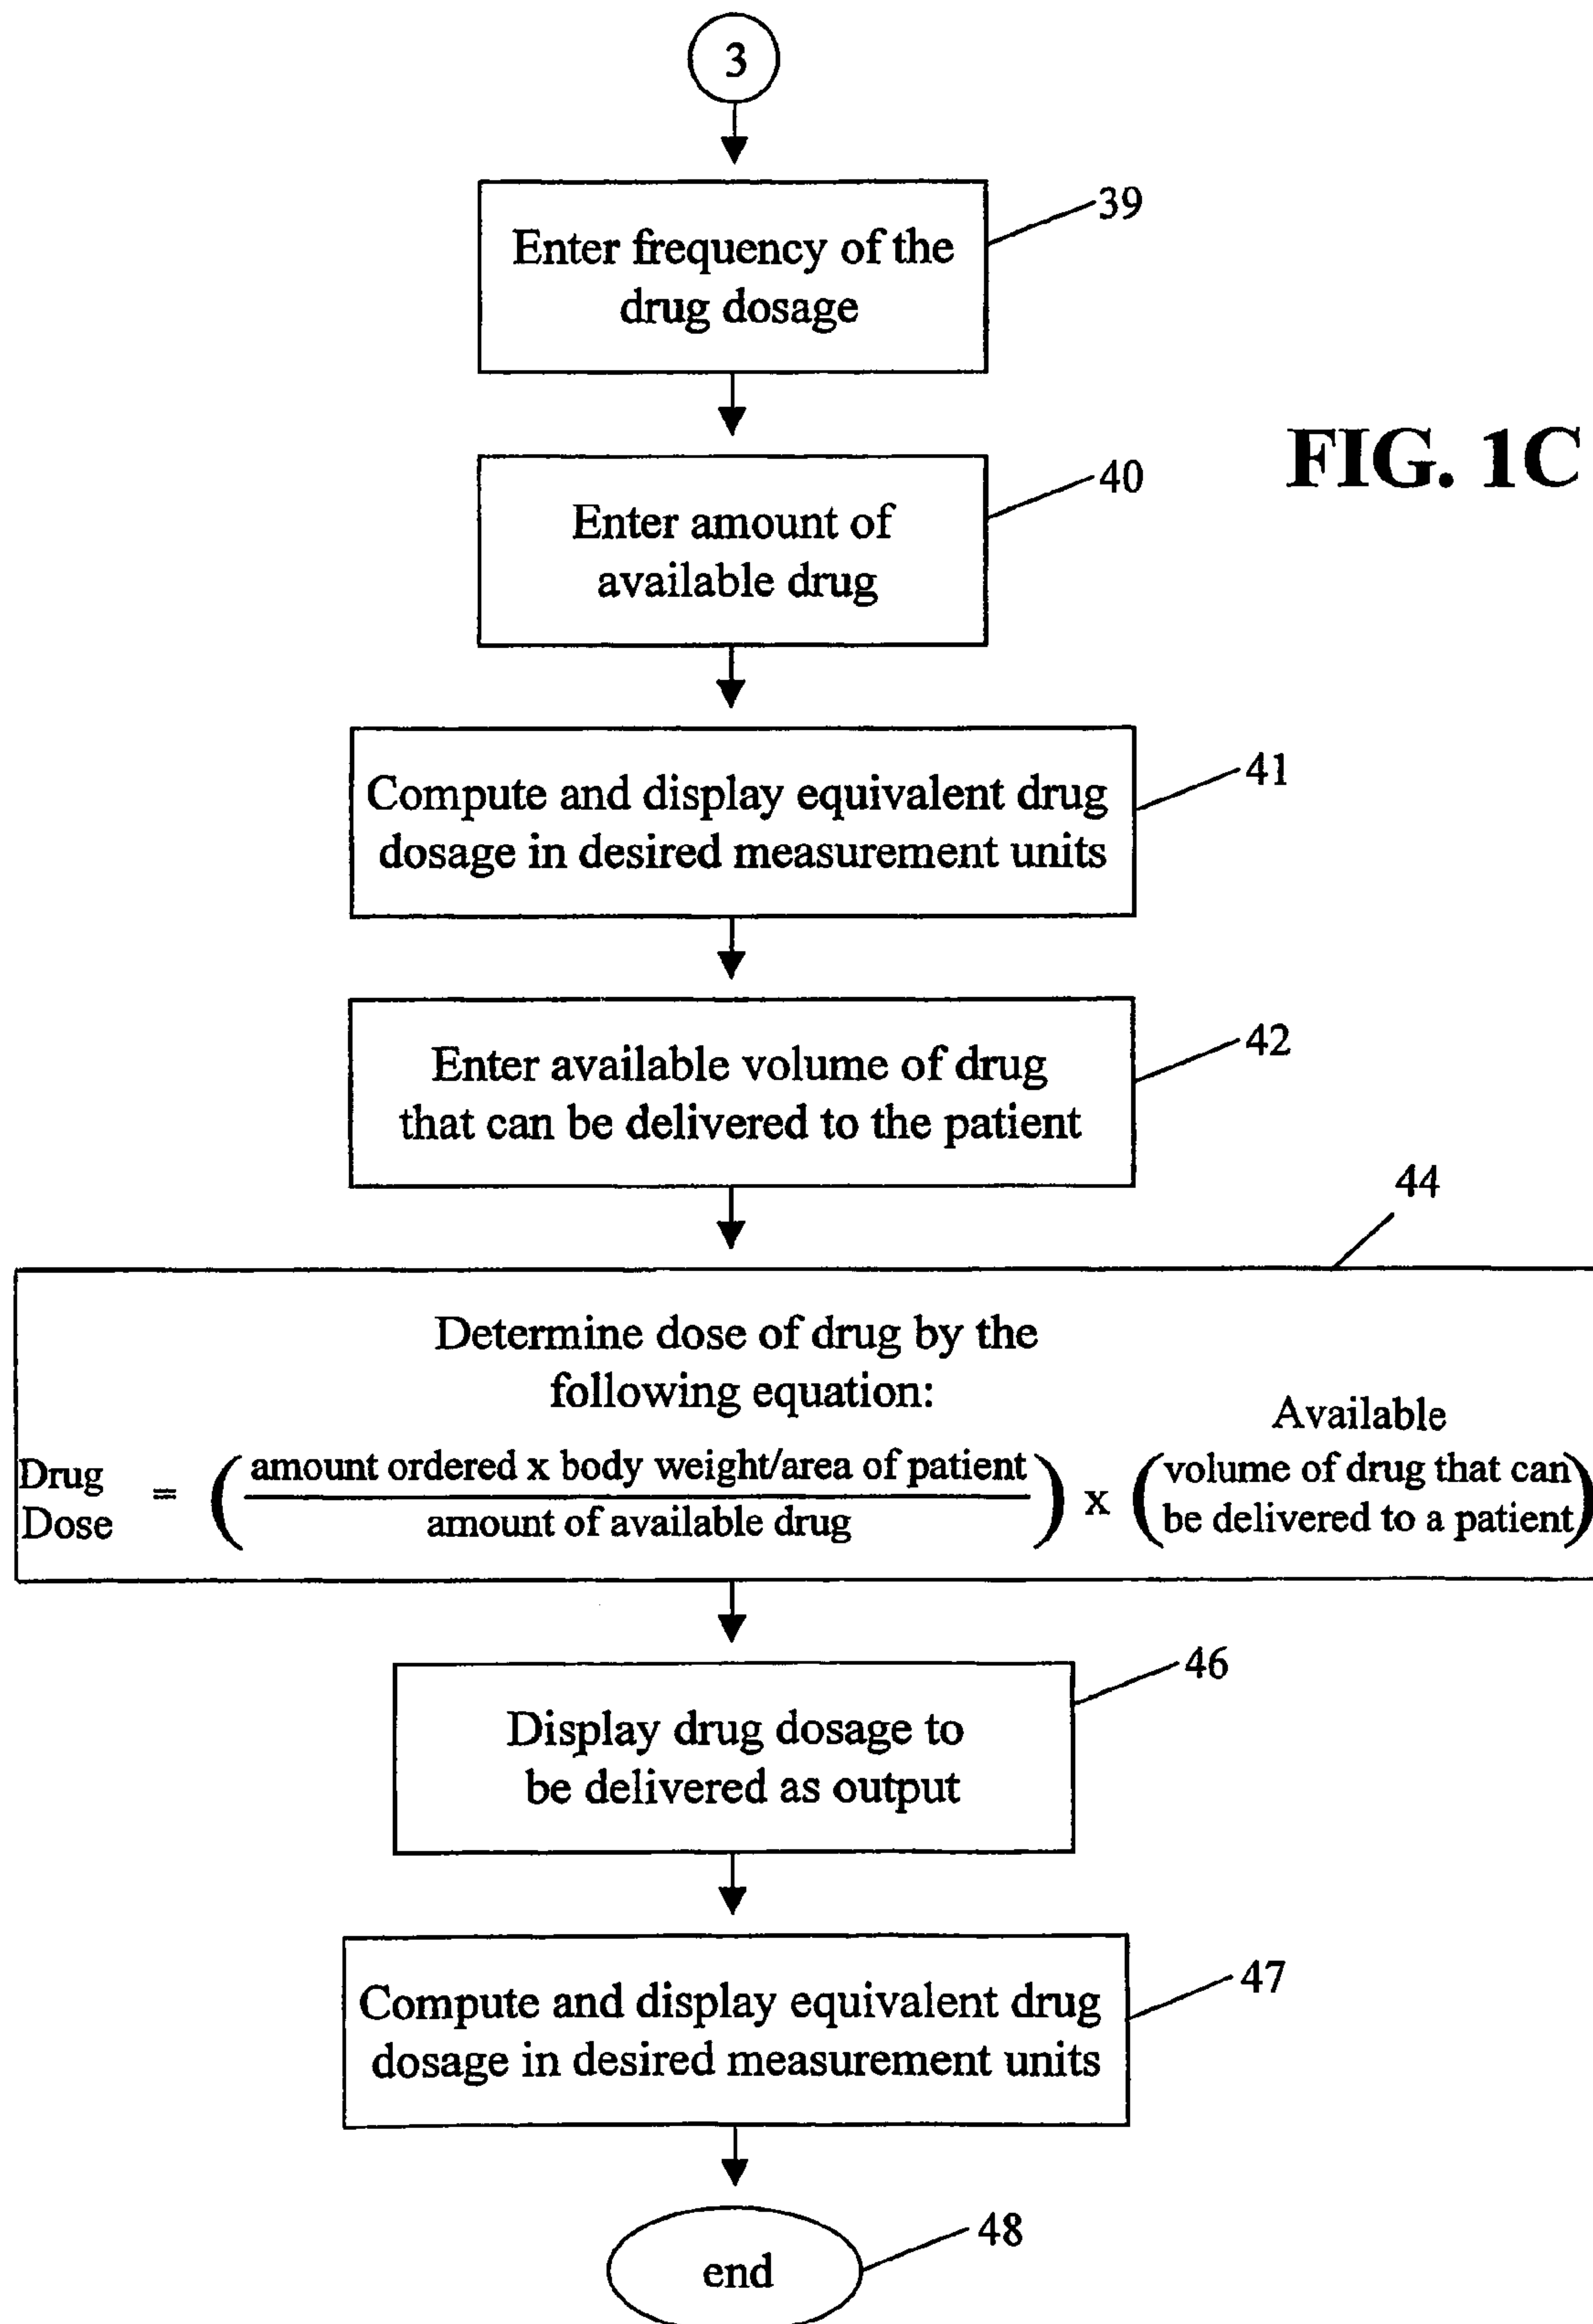 3
39
Enter frequency of the
drug dosage
FIG. 1C
40
Enter amount of
available drug
41
Compute and display equivalent drug
dosage in desired measurement units
42
Enter available volume of drug
that can be delivered to the patient
44
Determine dose of drug by the
following equation:
Drug
Dose
=
(amount ordered x body weight/area of patient
amount of available drug)
x
Available
(volume of drug that can
be delivered to a patient)
46
Display drug dosage to
be delivered as output
47
Compute and display equivalent drug
dosage in desired measurement units
48
end